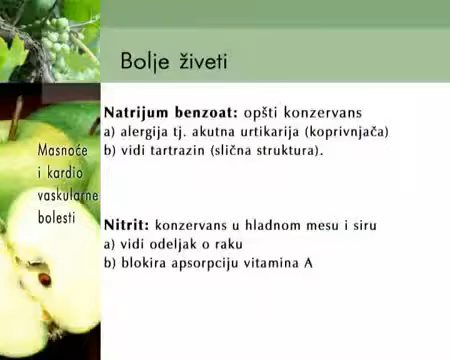 Bolje živeti
Masnoće
i kardio
vaskularne
bolesti
Natrijum benzoat: opšti konzervans
a) alergija tj. akutna urtikarija (koprivnjača)
b) vidi tartrazin (slična struktura).
Nitrit: konzervans u hladnom mesu i siru
a) vidi odeljak o raku
b) blokira apsorpciju vitamina A